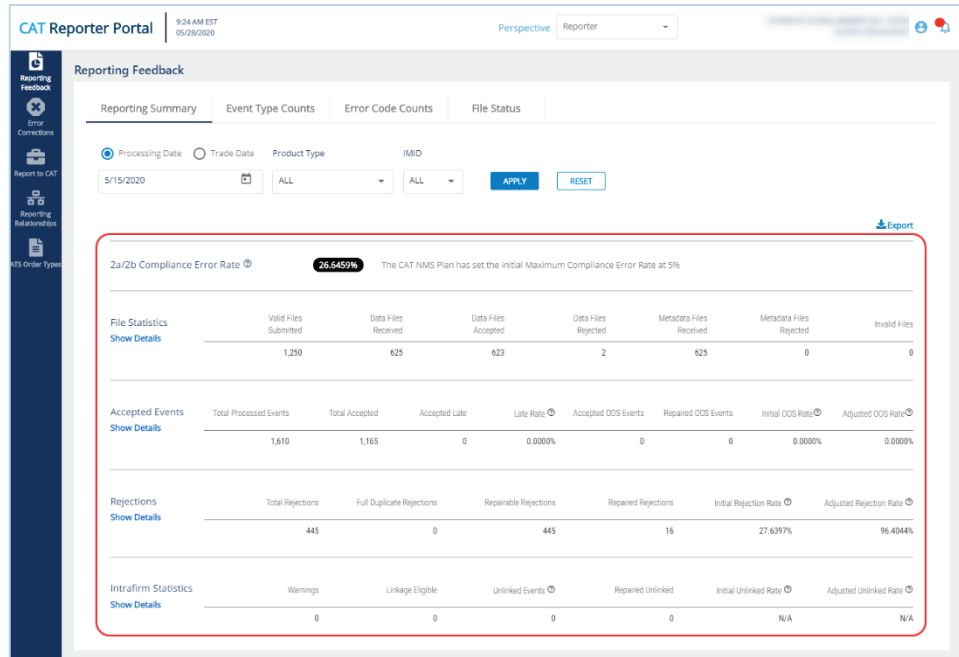 CAT Reporter Portal
9:24 AM EST
05/28/2020
Perspective
Reporter
Reporting
Feedback
Error
Corrections
Report to CAT
Reporting
Relationships
ATS Order Types
Reporting Feedback
Reporting Summary Event Type Counts Error Code Counts File Status
Processing Date Trade Date Product Type IMID
5/15/2020 ALL ALL APPLY RESET
Export
2a/2b Compliance Error Rate 26.6459% The CAT NMS Plan has set the initial Maximum Compliance Error Rate at 5%
File Statistics
Show Details
Valid Files Submitted Data Files Received Data Files Accepted Data Files Rejected Metadata Files Received Metadata Files Rejected Invalid Files
1,250 625 623 2 625 0 0
Accepted Events
Show Details
Total Processed Events Total Accepted Accepted Late Late Rate Accepted OOS Events Repaired OOS Events Initial OOS Rate Adjusted OOS Rate
1,610 1,165 0 0.0000% 0 0 0.0000% 0.0000%
Rejections
Show Details
Total Rejections Full Duplicate Rejections Repairable Rejections Repaired Rejections Initial Rejection Rate Adjusted Rejection Rate
445 0 445 16 27.6397% 96.4044%
Intrafirm Statistics
Show Details
Warnings Linkage Eligible Unlinked Events Repaired Unlinked Initial Unlinked Rate Adjusted Unlinked Rate
0 0 0 0 N/A N/A